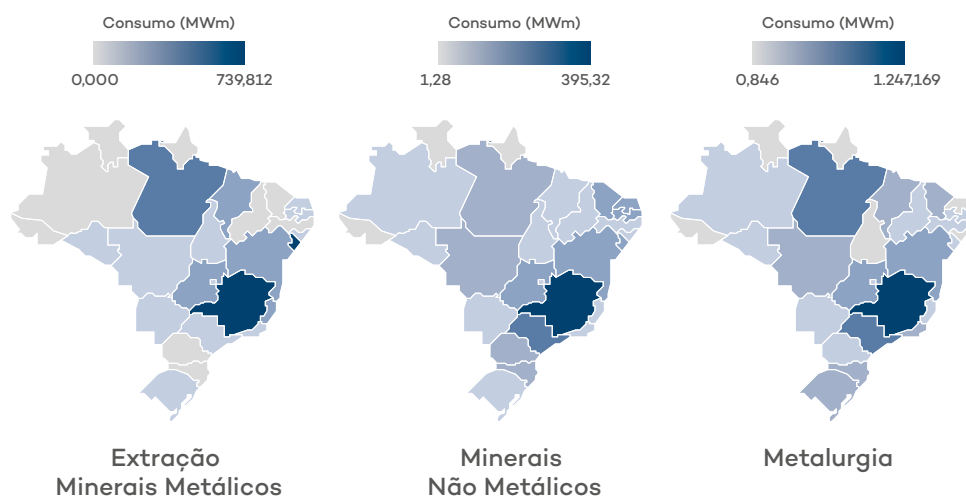 Consumo (MWm)
0,000 739,812
Extração
Minerais Metálicos
Consumo (MWm)
1,28 395,32
Minerais
Não Metálicos
Consumo (MWm)
0,846 1.247,169
Metalurgia